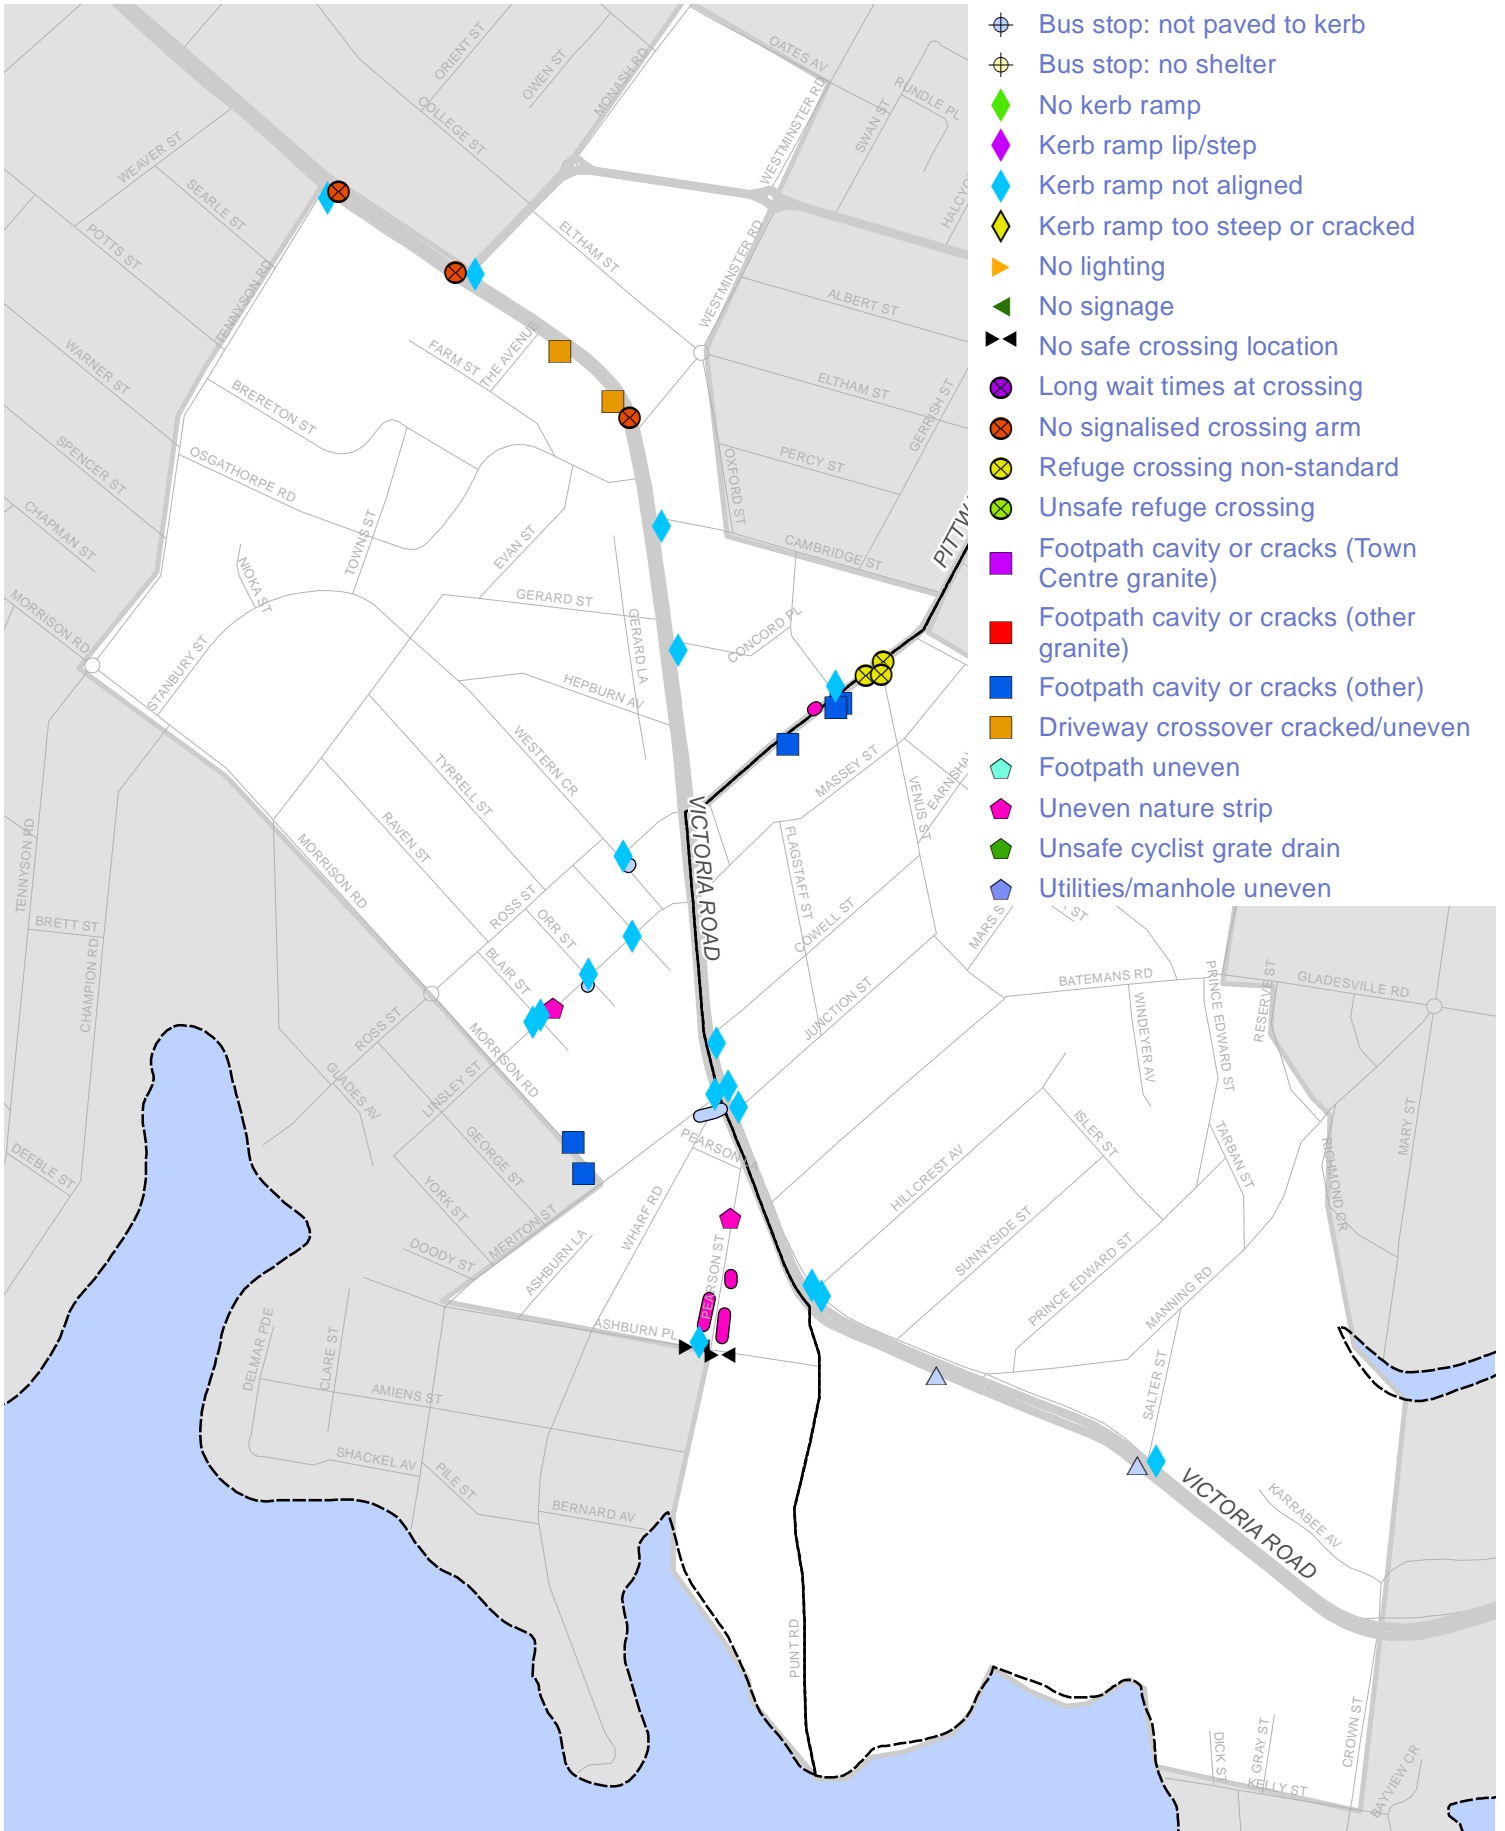 Bus stop: not paved to kerb
Bus stop: no shelter
No kerb ramp
Kerb ramp lip/step
Kerb ramp not aligned
Kerb ramp too steep or cracked
No lighting
No signage
No safe crossing location
Long wait times at crossing
No signalised crossing arm
Refuge crossing non-standard
Unsafe refuge crossing
Footpath cavity or cracks (Town
Centre granite)
Footpath cavity or cracks (other
granite)
Footpath cavity or cracks (other)
Driveway crossover cracked/uneven
Footpath uneven
Uneven nature strip
Unsafe cyclist grate drain
Utilities/manhole uneven
ORIENT ST
OWEN ST
MONASH RD
OATES AV
RUNDLE PL
SWAN ST
WESTMINSTER RD
COLLEGE ST
WEAVER ST
SEARLE ST
POTTS ST
TENNYSON RD
ELTHAM ST
WESTMINSTER RD
ALBERT ST
WARNER ST
FARM ST
THE AVENUE
BRERETON ST
ELTHAM ST
GERRISH ST
SPENCER ST
OSGATHORPE RD
PERCY ST
OXFORD ST
CHAPMAN ST
TOWNS ST
EVAN ST
CAMBRIDGE ST
NIOKA ST
GERARD ST
GERARD LA
CONCORD PL
MORRISON RD
STANBURY ST
HEPBURN AV
WESTERN CR
TYRRELL ST
RAVEN ST
MASSEY ST
VENUS ST
VICTORIA ROAD
FLAGSTAFF ST
TENNYSON RD
MORRISON RD
ROSS ST
ORR ST
BLAIR ST
COWELL ST
BRETT ST
CHAMPION RD
JUNCTION ST
BATEMANS RD
WINDEYER AV
PRINCE EDWARD ST
RESERVE ST
GLADESVILLE RD
ROSS ST
MORRISON RD
GLADES AV
LINSLEY ST
GEORGE ST
YORK ST
DEEBLE ST
MERITON ST
DOODY ST
ASHBURN LA
WHARF RD
PEARSON
PEARSON ST
HILLCREST AV
ISLER ST
TARBAN ST
RICHMOND CR
MARY ST
SUNNYSIDE ST
PRINCE EDWARD ST
MANNING RD
ASHBURN PL
DELMAR PDE
CLARE ST
AMIENS ST
SALTER ST
SHACKEL AV
PILE ST
BERNARD AV
VICTORIA ROAD
KARRABEE AV
PUNT RD
CROWN ST
DICK ST
GRAY ST
KELLY ST
BAYVIEW CR